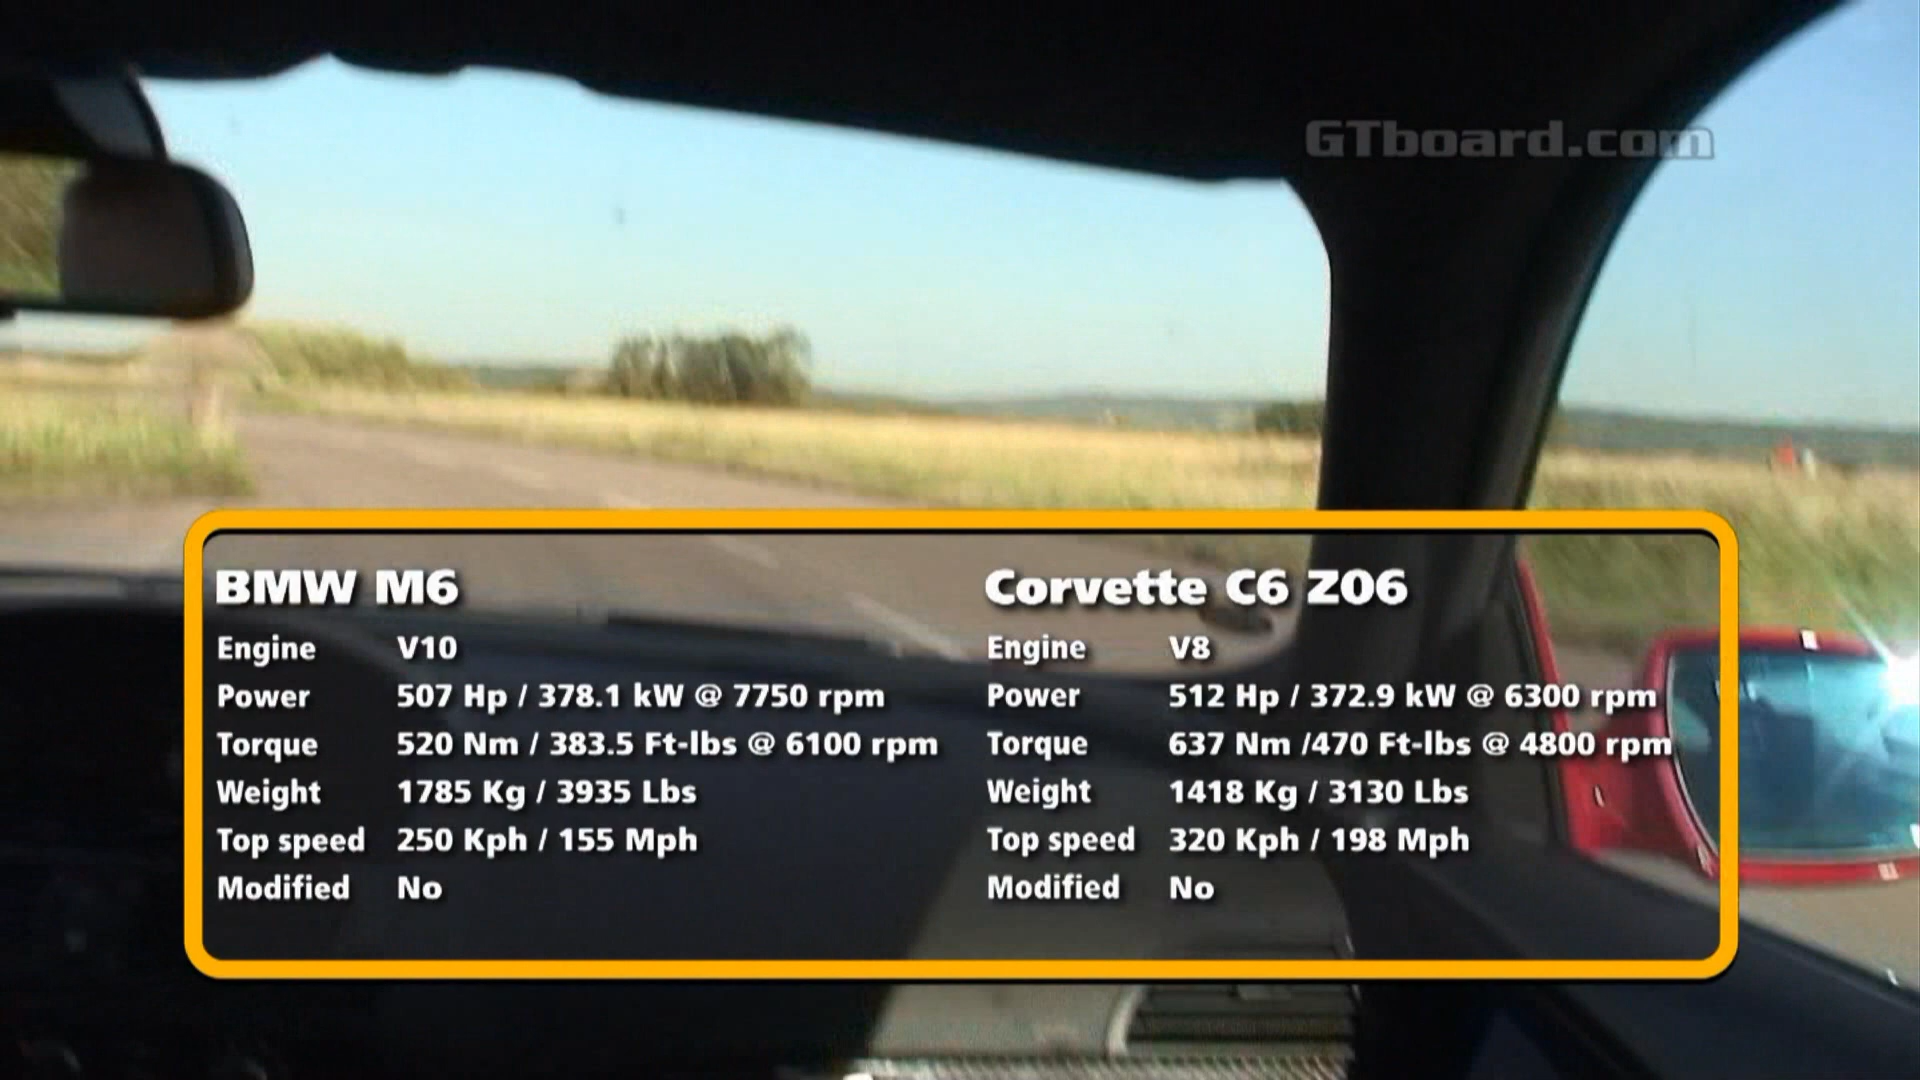 GTboard.com
BMW M6
Engine V10
Power 507 Hp / 378.1 kW @ 7750 rpm
Torque 520 Nm / 383.5 Ft-lbs @ 6100 rpm
Weight 1785 Kg / 3935 Lbs
Top speed 250 Kph / 155 Mph
Modified No
Corvette C6 Z06
Engine V8
Power 512 Hp / 372.9 kW @ 6300 rpm
Torque 637 Nm /470 Ft-lbs @ 4800 rpm
Weight 1418 Kg / 3130 Lbs
Top speed 320 Kph / 198 Mph
Modified No